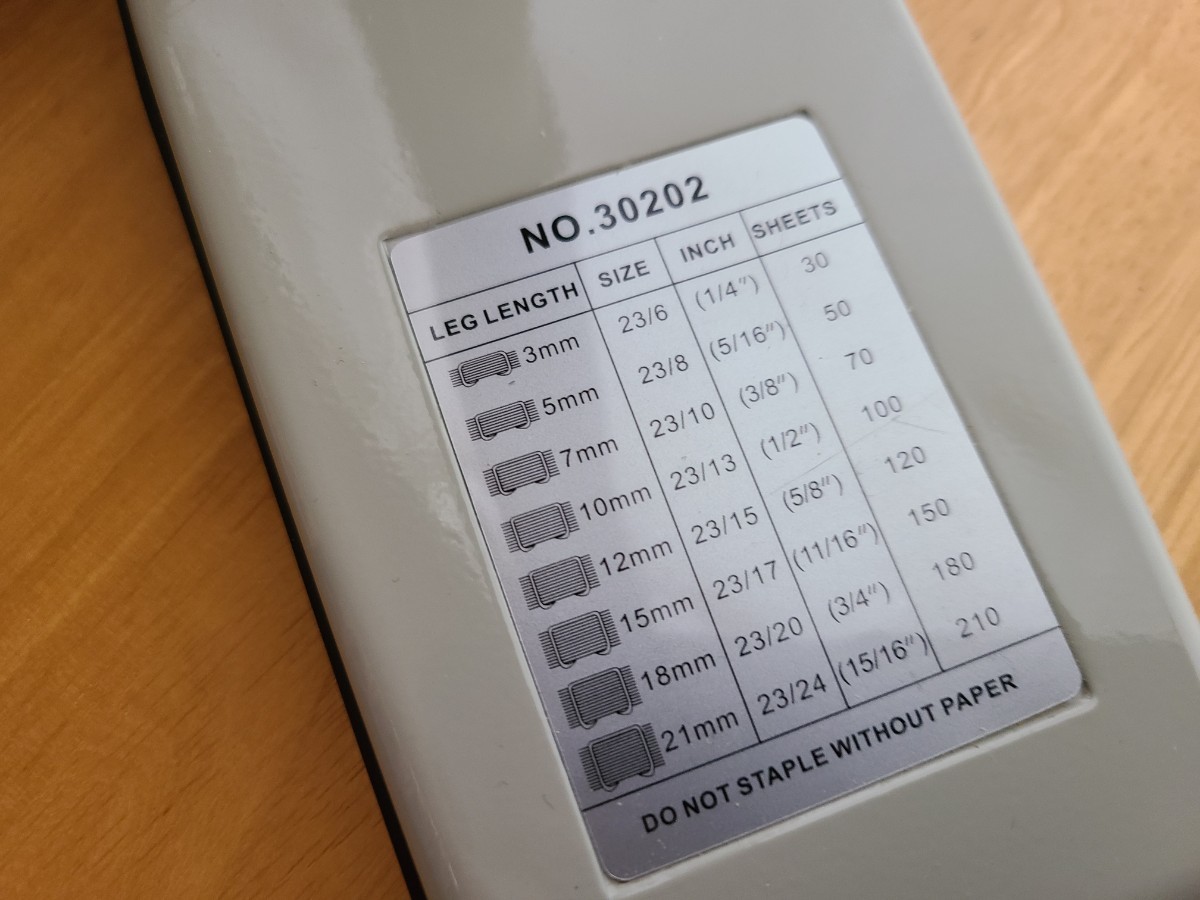 NO.30202
LEG LENGTH SIZE INCH SHEETS
3mm 23/6 (1/4") 30
5mm 23/8 (5/16") 50
7mm 23/10 (3/8") 70
10mm 23/13 (1/2") 100
12mm 23/15 (5/8") 120
15mm 23/17 (11/16") 150
18mm 23/20 (3/4") 180
21mm 23/24 (15/16") 210
DO NOT STAPLE WITHOUT PAPER